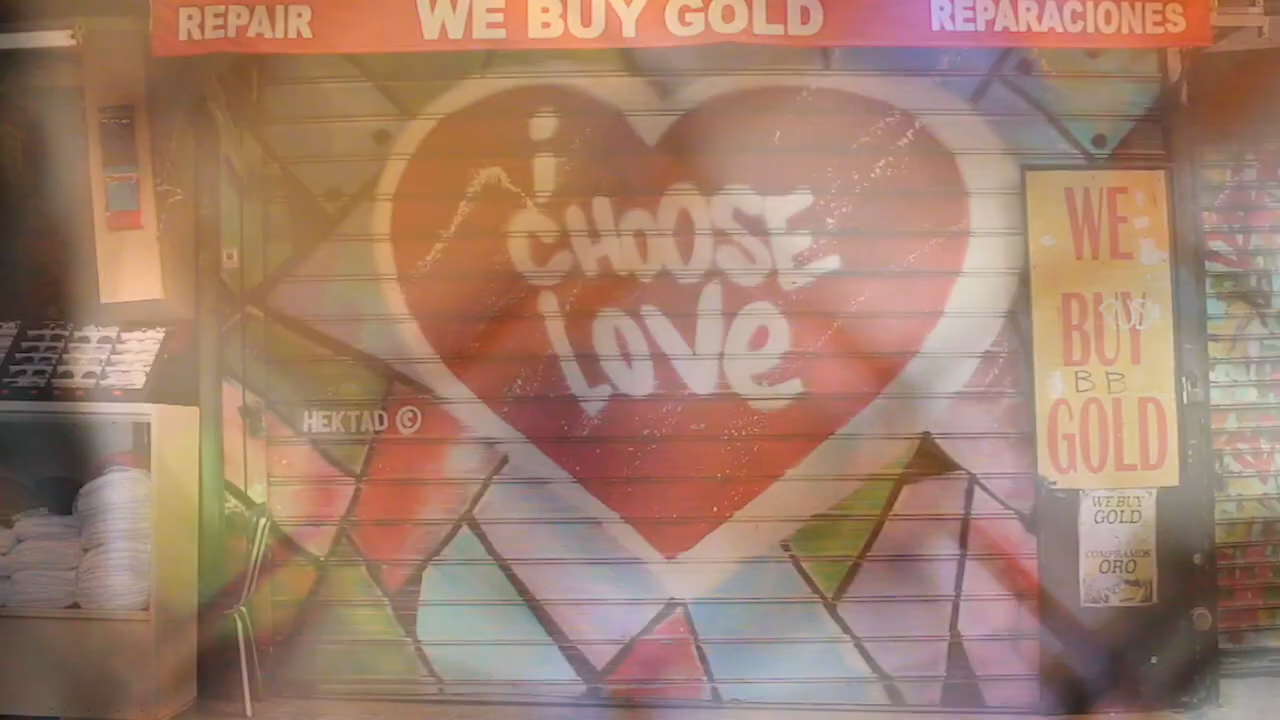 REPAIR
WE BUY GOLD
REPARACIONES
i
CHOOSE
LOVe
HEKTAD ©
WE
BUY
BB
GOLD
WE BUY
GOLD
COMPRAMOS
ORO